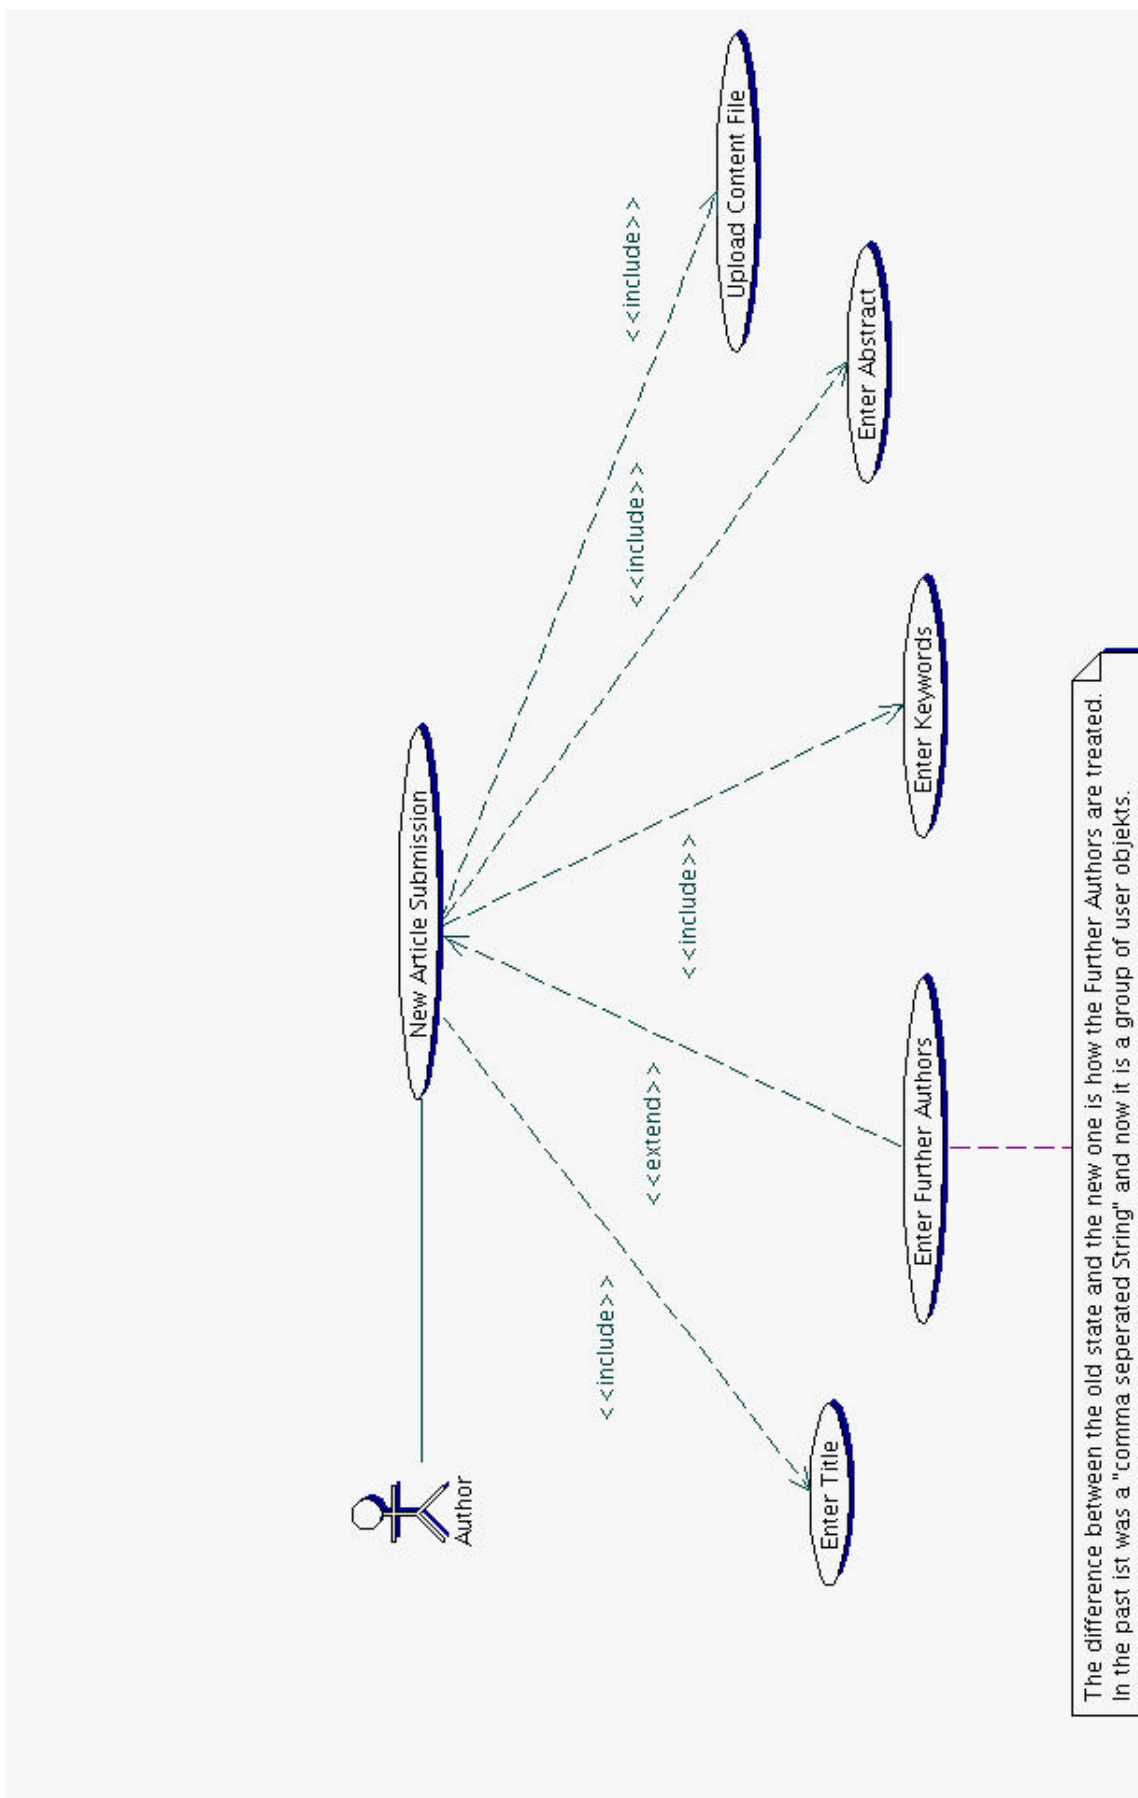 Author
New Article Submission
<<include>>
<<extend>>
<<include>>
<<include>>
<<include>>
Enter Title
Enter Further Authors
Enter Keywords
Enter Abstract
Upload Content File
The difference between the old state and the new one is how the Further Authors are treated.
In the past ist was a "comma seperated String" and now it is a group of user objekts.